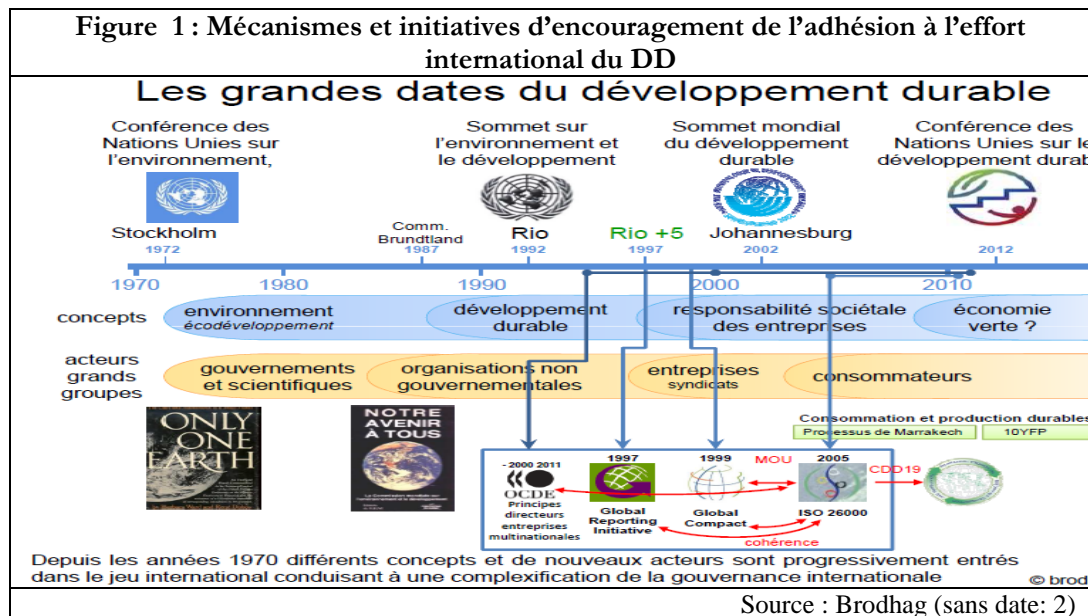 Figure 1 : Mécanismes et initiatives d'encouragement de l'adhésion à l'effort
international du DD
Les grandes dates du développement durable
Conférence des
Nations Unies sur
l'environnement,
Sommet sur
l'environnement et
le développement
Sommet mondial
du développement
durable
Conférence des
Nations Unies sur le
développement durab
Stockholm
1972
Comm.
Brundtland
1987
Rio
1992
Rio +5
1997
Johannesburg
2002
2012
1970
1980
1990
2000
2010
concepts
environnement
écodéveloppement
développement
durable
responsabilité sociétale
des entreprises
économie
verte ?
acteurs
grands
groupes
gouvernements
et scientifiques
organisations non
gouvernementales
entreprises
syndicats
consommateurs
ONLY
ONE
EARTH
NOTRE
AVENIR
À TOUS
Consommation et production durables
Processus de Marrakech
10YFP
- 2000 2011
OCDE
Principes
directeurs
entreprises
multinationales
1997
Global
Reporting
Initiative
1999
Global
Compact
MOU
2005
ISO 26000
CDD19
cohérence
Depuis les années 1970 différents concepts et de nouveaux acteurs sont progressivement entrés
dans le jeu international conduisant à une complexification de la gouvernance internationale
© brod
Source : Brodhag (sans date: 2)